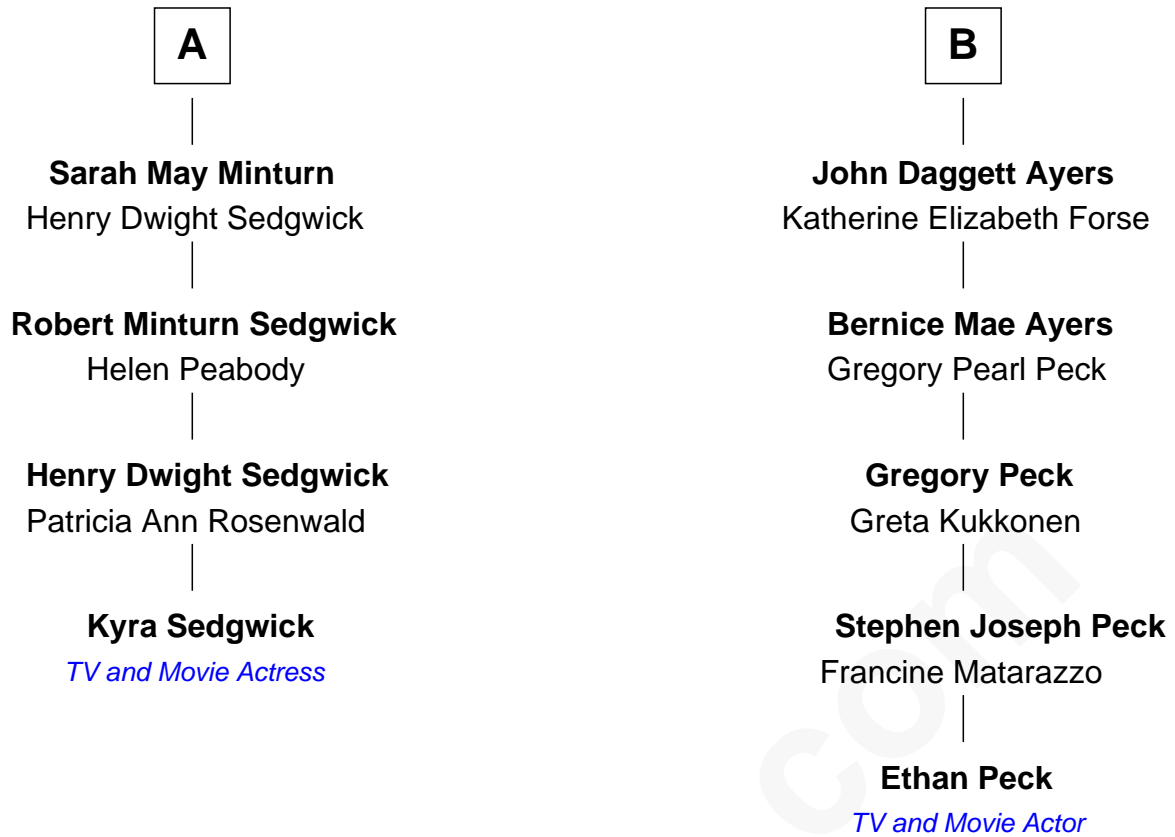 A
Sarah May Minturn
Henry Dwight Sedgwick
Robert Minturn Sedgwick
Helen Peabody
Henry Dwight Sedgwick
Patricia Ann Rosenwald
Kyra Sedgwick
TV and Movie Actress
B
John Daggett Ayers
Katherine Elizabeth Forse
Bernice Mae Ayers
Gregory Pearl Peck
Gregory Peck
Greta Kukkonen
Stephen Joseph Peck
Francine Matarazzo
Ethan Peck
TV and Movie Actor
com